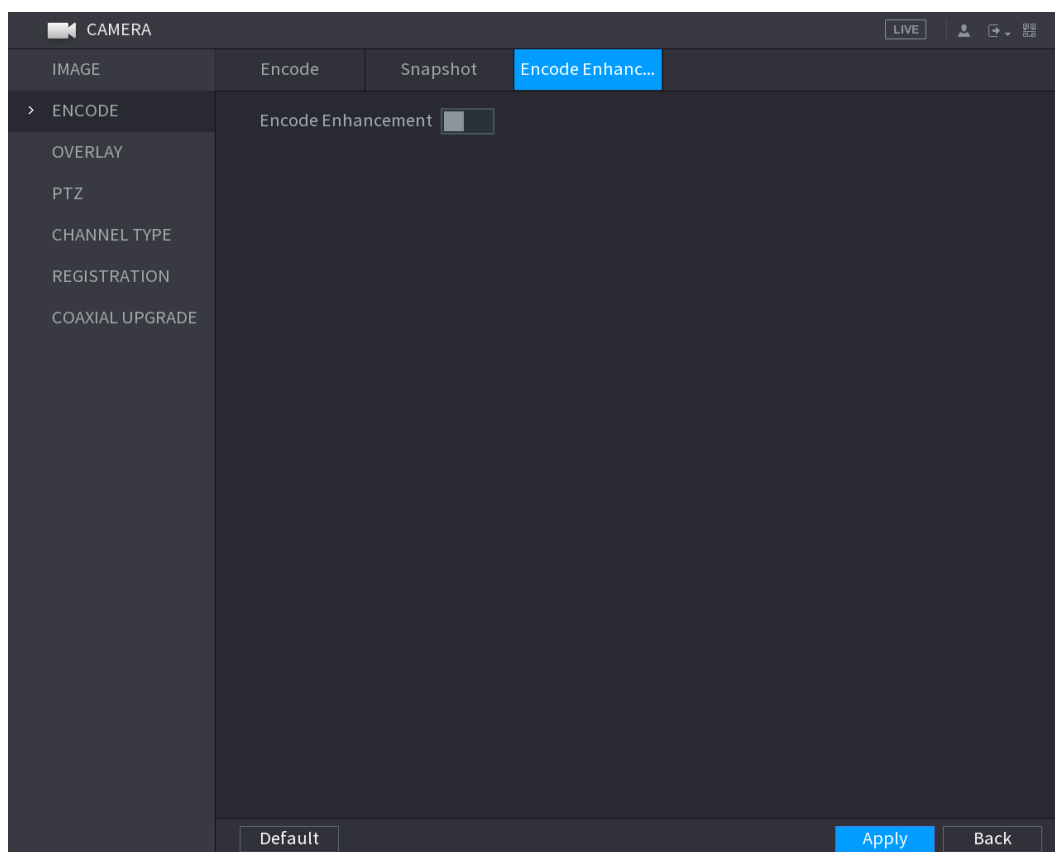 CAMERA
LIVE
IMAGE
Encode
Snapshot
Encode Enhanc...
ENCODE
Encode Enhancement
OVERLAY
PTZ
CHANNEL TYPE
REGISTRATION
COAXIAL UPGRADE
Default
Apply
Back